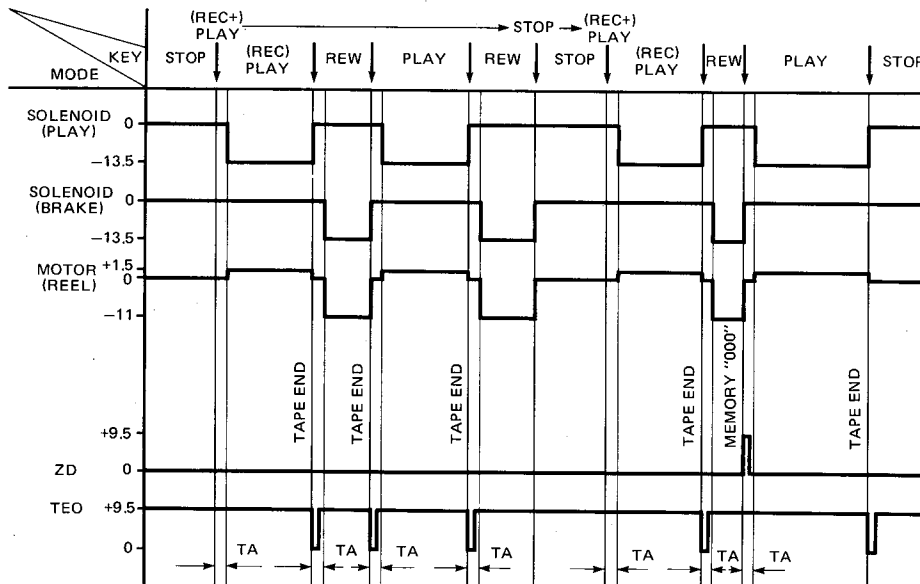 (REC+) PLAY → STOP → (REC+) PLAY
KEY STOP (REC) PLAY REW PLAY REW STOP (REC) PLAY REW PLAY STOP
MODE
SOLENOID (PLAY) 0
−13.5
SOLENOID (BRAKE) 0
−13.5
MOTOR (REEL) +1.5
0
−11
TAPE END TAPE END TAPE END TAPE END MEMORY "000" TAPE END
+9.5
ZD 0
TEO +9.5
0
TA TA TA TA TA TA TA